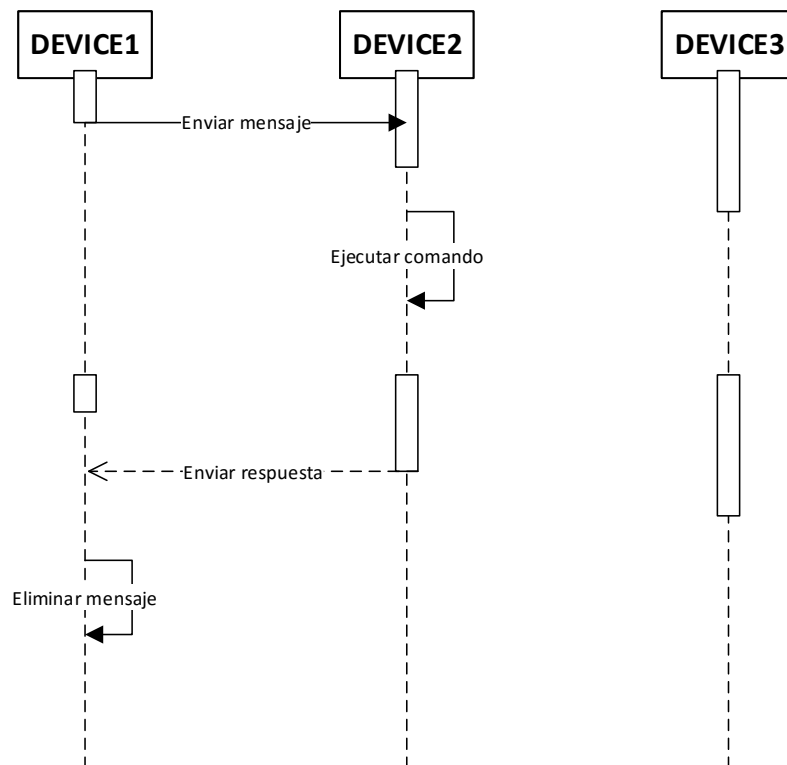 DEVICE1
DEVICE2
DEVICE3
Enviar mensaje
Ejecutar comando
Enviar respuesta
Eliminar mensaje